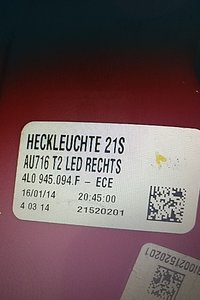 HECKLEUCHTE 21S
AU716 T2 LED RECHTS
4L0 945.094.F - ECE
16/01/14 20:45:00
4 03 14 21520201
310021520201